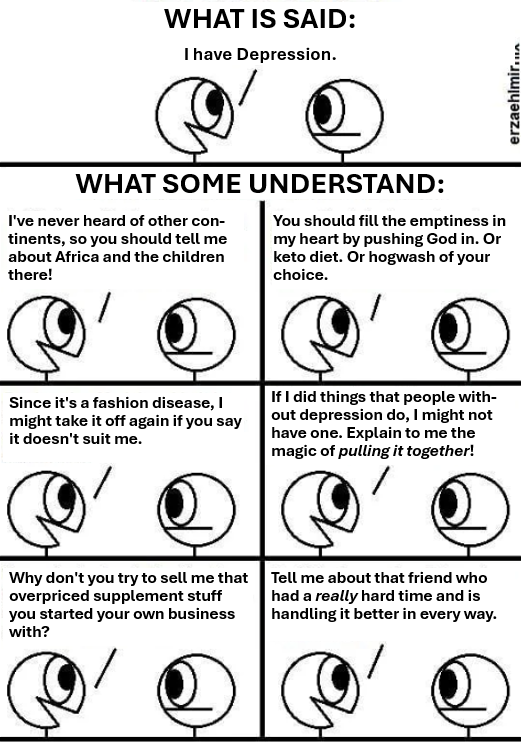 WHAT IS SAID:
I have Depression.
WHAT SOME UNDERSTAND:
I've never heard of other con-
tinents, so you should tell me
about Africa and the children
there!
You should fill the emptiness in
my heart by pushing God in. Or
keto diet. Or hogwash of your
choice.
Since it's a fashion disease, I
might take it off again if you say
it doesn't suit me.
If I did things that people with-
out depression do, I might not
have one. Explain to me the
magic of pulling it together!
Why don't you try to sell me that
overpriced supplement stuff
you started your own business
with?
Tell me about that friend who
had a really hard time and is
handling it better in every way.